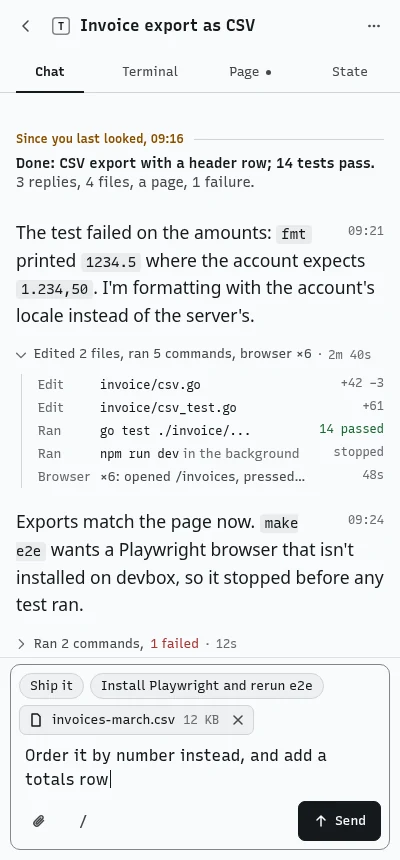 T Invoice export as CSV
Chat Terminal Page State
Since you last looked, 09:16
Done: CSV export with a header row; 14 tests pass.
3 replies, 4 files, a page, 1 failure.
The test failed on the amounts: fmt 09:21
printed 1234.5 where the account expects
1.234,50. I'm formatting with the account's
locale instead of the server's.
Edited 2 files, ran 5 commands, browser ×6 · 2m 40s
Edit invoice/csv.go +42 −3
Edit invoice/csv_test.go +61
Ran go test ./invoice/... 14 passed
Ran npm run dev in the background stopped
Browser ×6: opened /invoices, pressed… 48s
Exports match the page now. make 09:24
e2e wants a Playwright browser that isn't
installed on devbox, so it stopped before any
test ran.
Ran 2 commands, 1 failed · 12s
Ship it Install Playwright and rerun e2e
invoices-march.csv 12 KB
Order it by number instead, and add a
totals row
/ Send